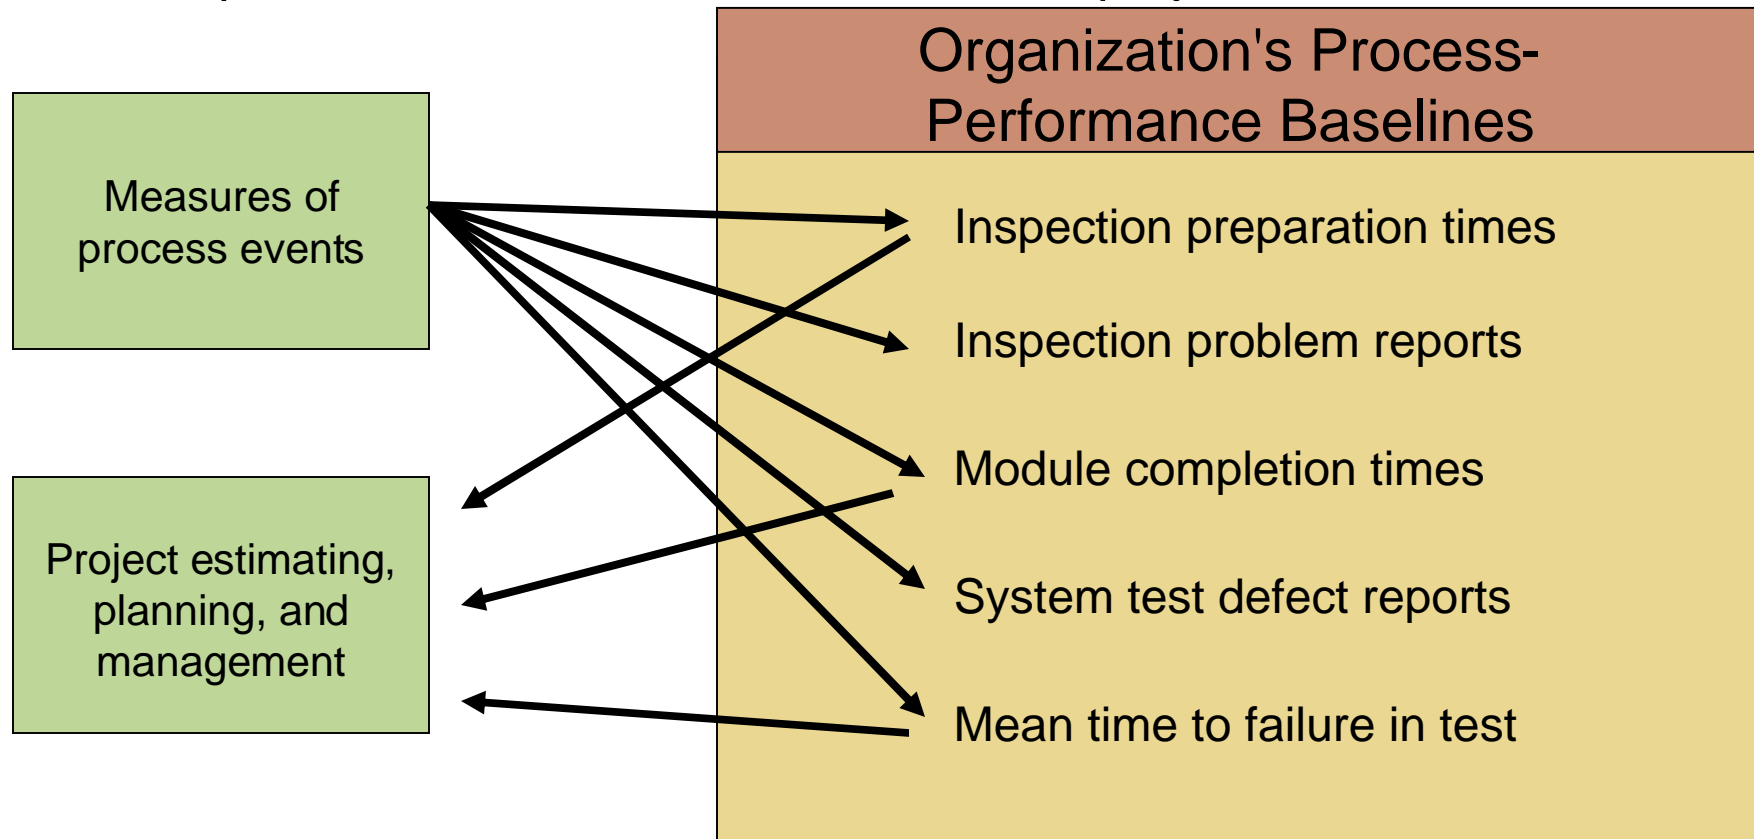 Organization's Process-
Performance Baselines
Measures of
process events
Inspection preparation times
Inspection problem reports
Module completion times
Project estimating,
planning, and
management
System test defect reports
Mean time to failure in test